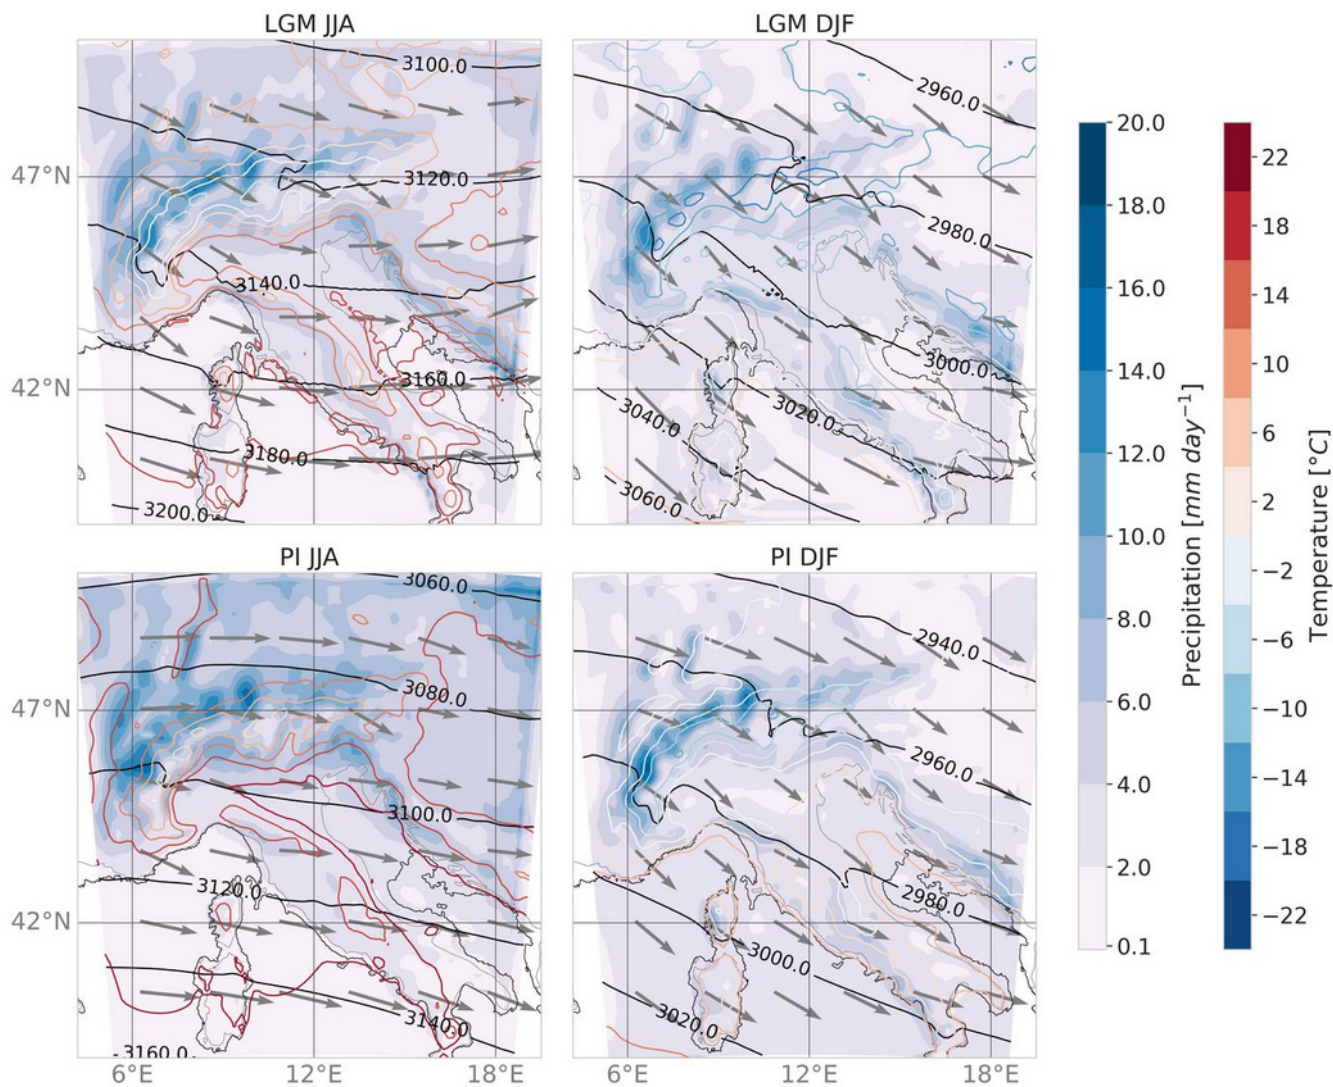 LGM JJA
LGM DJF
3100.0
3120.0
3140.0
3160.0
3180.0
3200.0
47°N
42°N
2960.0
2980.0
3000.0
3020.0
3040.0
3060.0
PI JJA
PI DJF
3060.0
3080.0
3100.0
3120.0
3140.0
3160.0
47°N
42°N
6°E
12°E
18°E
2940.0
2960.0
2980.0
3000.0
3020.0
6°E
12°E
18°E
20.0
18.0
16.0
14.0
12.0
10.0
8.0
6.0
4.0
2.0
0.1
Precipitation [mm day⁻¹]
22
18
14
10
6
2
−2
−6
−10
−14
−18
−22
Temperature [°C]